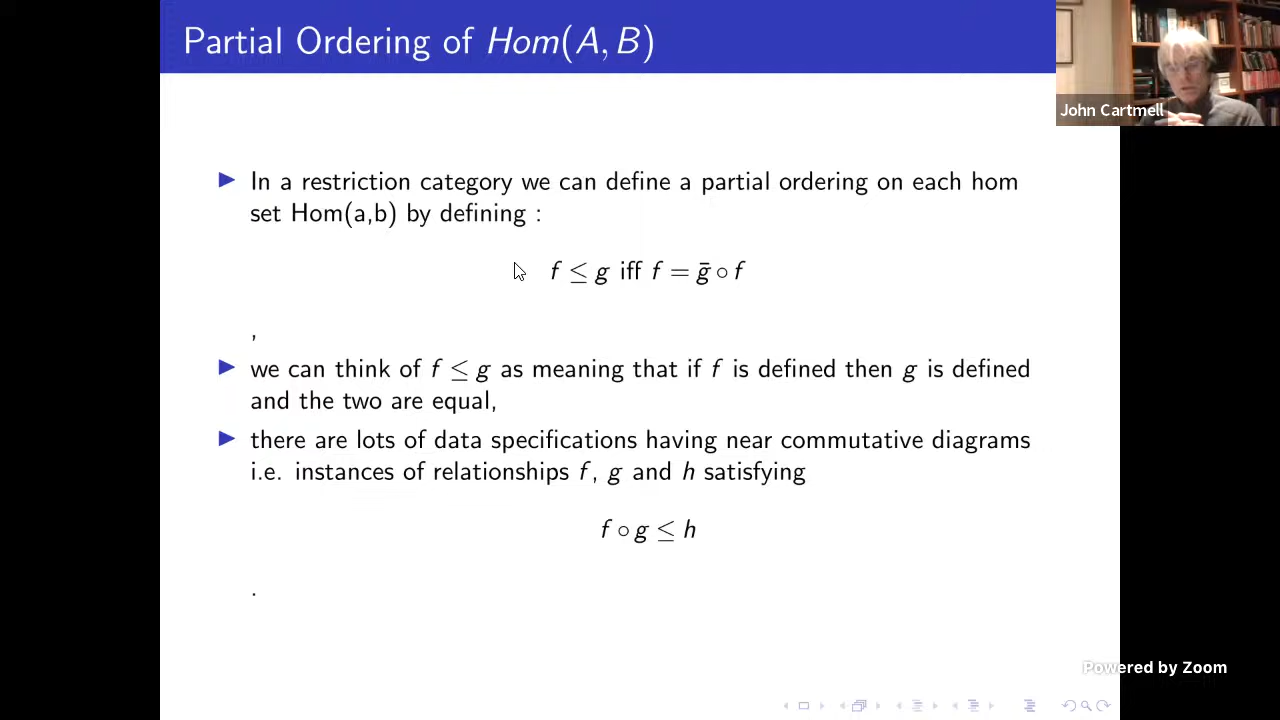 Partial Ordering of Hom(A, B)
John Cartmell
▶ In a restriction category we can define a partial ordering on each hom
set Hom(a,b) by defining :
f ≤ g iff f = ḡ ∘ f
,
▶ we can think of f ≤ g as meaning that if f is defined then g is defined
and the two are equal,
▶ there are lots of data specifications having near commutative diagrams
i.e. instances of relationships f, g and h satisfying
f ∘ g ≤ h
.
Powered by Zoom